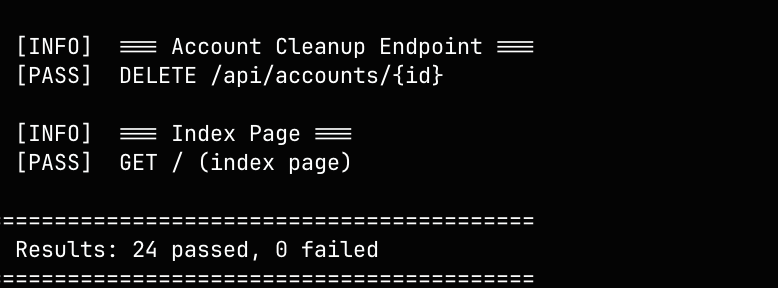 [INFO] === Account Cleanup Endpoint ===
[PASS] DELETE /api/accounts/{id}
[INFO] === Index Page ===
[PASS] GET / (index page)
=========================================
Results: 24 passed, 0 failed
=========================================